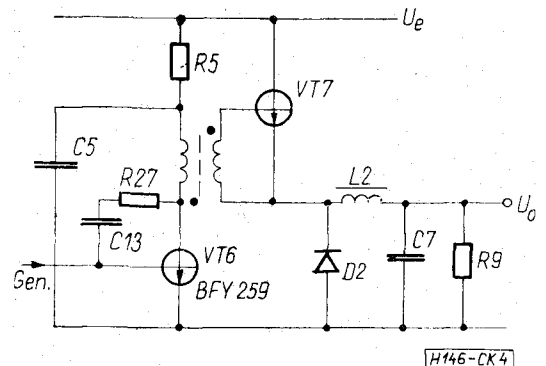 Ue
R5
VT7
C5
R27
L2
Uo
C13
C7
VT6
D2
R9
Gen.
BFY 259
H146-CK4